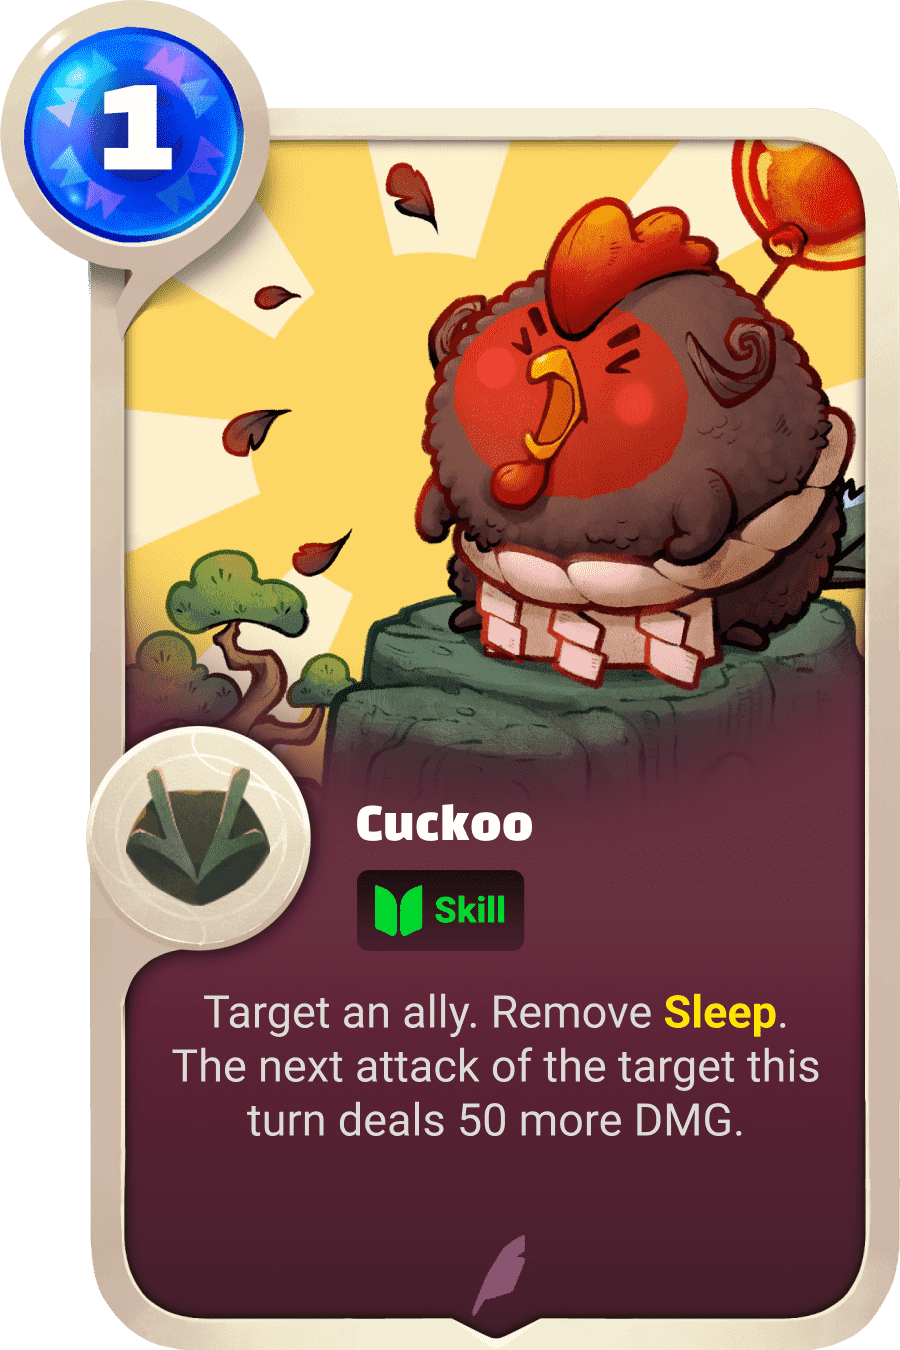 1
Cuckoo
Skill
Target an ally. Remove Sleep.
The next attack of the target this
turn deals 50 more DMG.